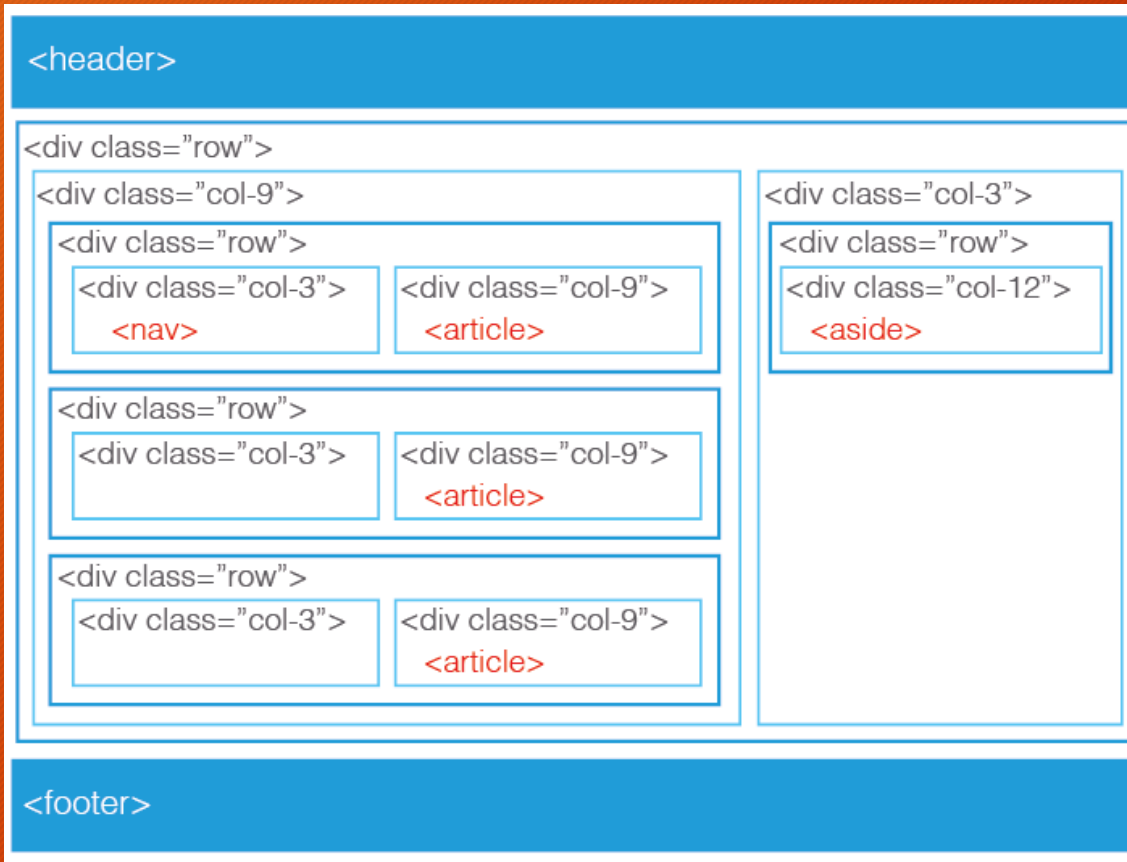 <header>
<div class=”row”>
<div class=”col-9”>
<div class=”row”>
<div class=”col-3”>
<nav>
<div class=”col-9”>
<article>
<div class=”row”>
<div class=”col-3”>
<div class=”col-9”>
<article>
<div class=”row”>
<div class=”col-3”>
<div class=”col-9”>
<article>
<div class=”col-3”>
<div class=”row”>
<div class=”col-12”>
<aside>
<footer>